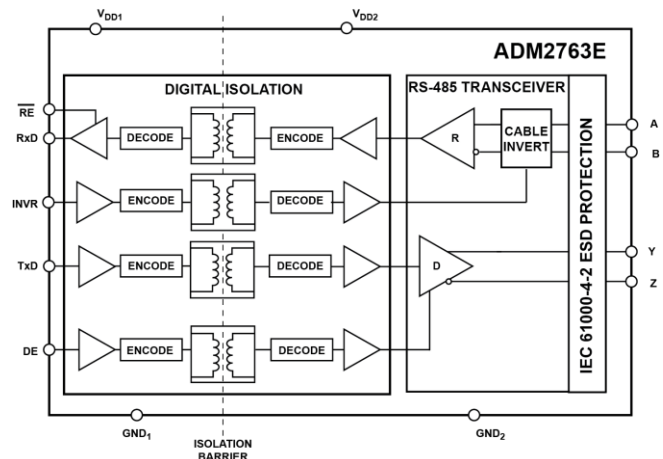 VDD1
VDD2
ADM2763E
DIGITAL ISOLATION
RS-485 TRANSCEIVER
RE
RxD
DECODE
ENCODE
R
CABLE
INVERT
A
B
INVR
ENCODE
DECODE
TxD
ENCODE
DECODE
D
Y
Z
DE
ENCODE
DECODE
IEC 61000-4-2 ESD PROTECTION
GND1
GND2
ISOLATION
BARRIER